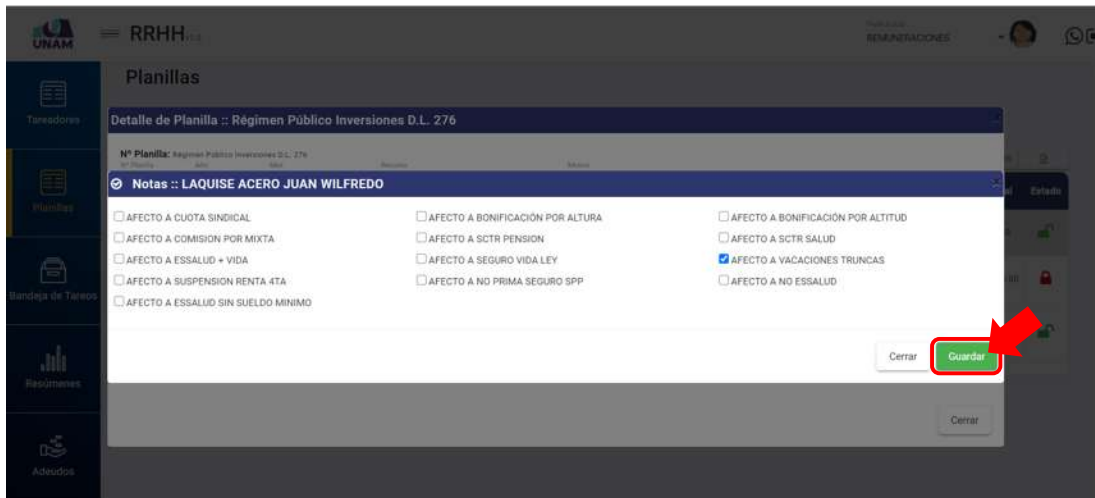 UNAM
RRHH
REMUNERACIONES
Planillas
Tareadores
Planillas
Bandeja de Tareos
Resúmenes
Adeudos
Detalle de Planilla :: Régimen Público Inversiones D.L. 276
Nº Planilla: Régimen Público Inversiones D.L. 276
Estado
Notas :: LAQUISE ACERO JUAN WILFREDO
AFECTO A CUOTA SINDICAL
AFECTO A BONIFICACIÓN POR ALTURA
AFECTO A BONIFICACIÓN POR ALTITUD
AFECTO A COMISION POR MIXTA
AFECTO A SCTR PENSION
AFECTO A SCTR SALUD
AFECTO A ESSALUD + VIDA
AFECTO A SEGURO VIDA LEY
AFECTO A VACACIONES TRUNCAS
AFECTO A SUSPENSION RENTA 4TA
AFECTO A NO PRIMA SEGURO SPP
AFECTO A NO ESSALUD
AFECTO A ESSALUD SIN SUELDO MINIMO
Cerrar
Guardar
Cerrar